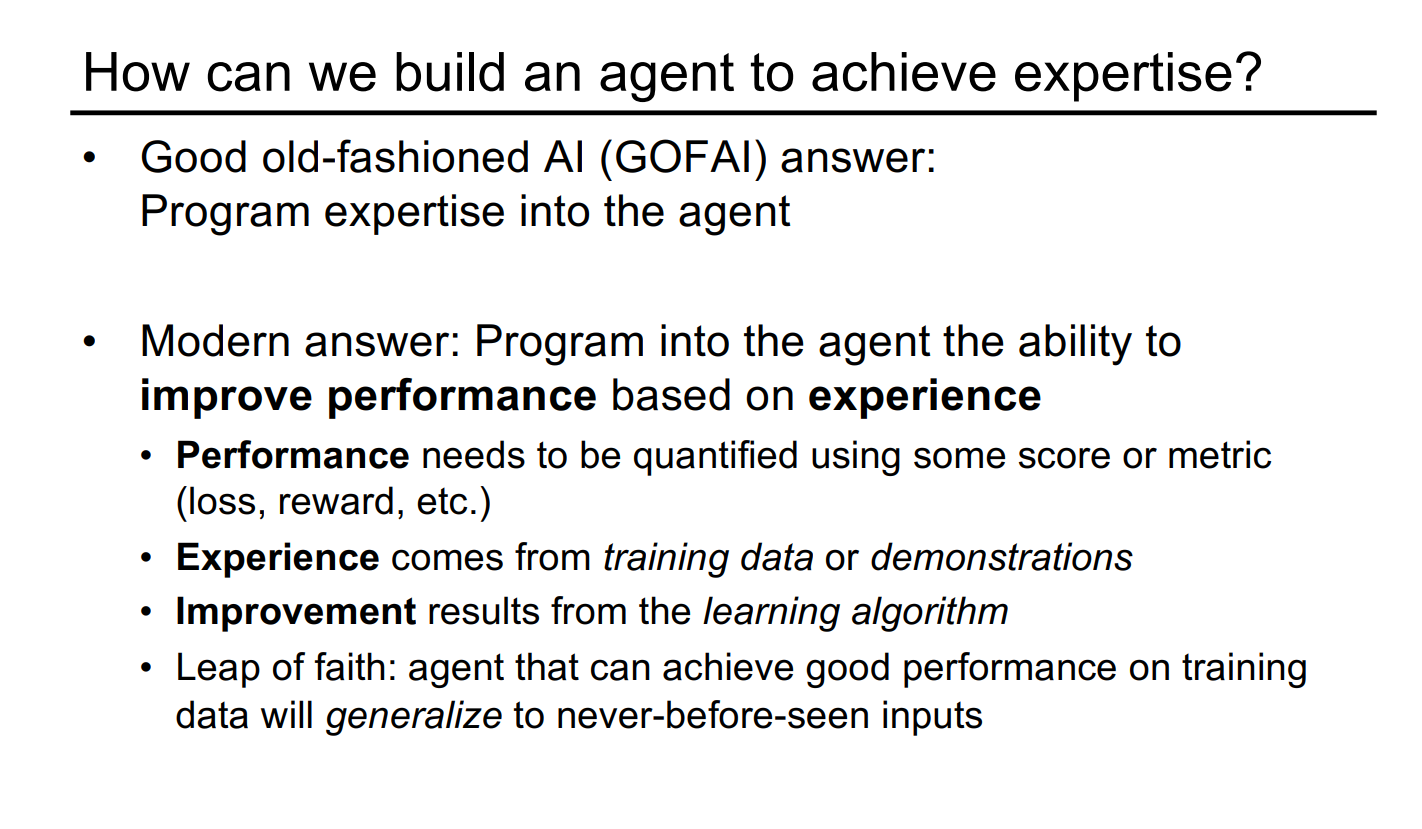 How can we build an agent to achieve expertise?
• Good old-fashioned AI (GOFAI) answer:
Program expertise into the agent
• Modern answer: Program into the agent the ability to
improve performance based on experience
• Performance needs to be quantified using some score or metric
(loss, reward, etc.)
• Experience comes from training data or demonstrations
• Improvement results from the learning algorithm
• Leap of faith: agent that can achieve good performance on training
data will generalize to never-before-seen inputs